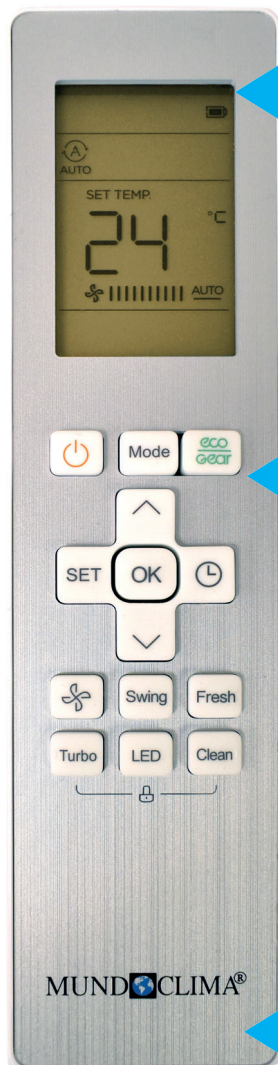 A
AUTO
SET TEMP.
24 °C
AUTO
Mode
eco
Gear
SET
OK
Swing
Fresh
Turbo
LED
Clean
MUNDOCLIMA®